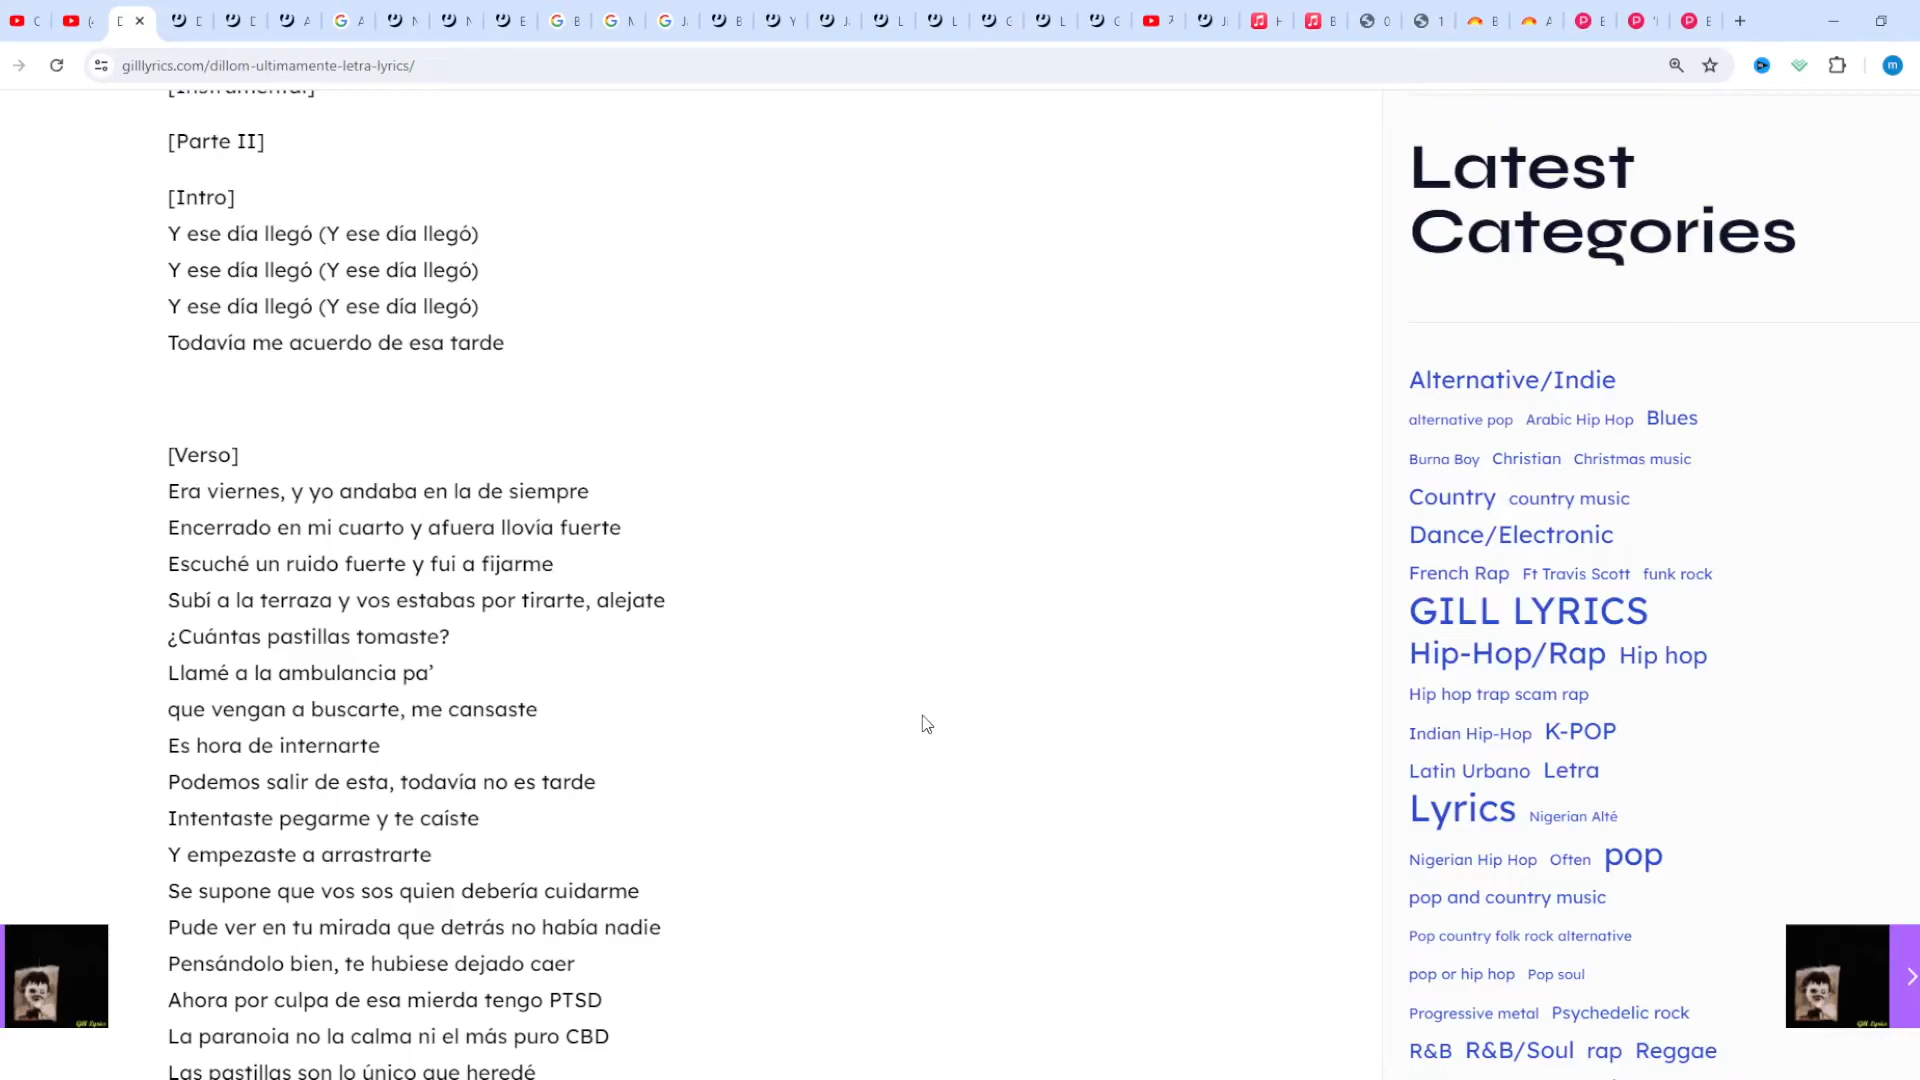 gilllyrics.com/dillom-ultimamente-letra-lyrics/
[Instrumental]
[Parte II]
[Intro]
Y ese día llegó (Y ese día llegó)
Y ese día llegó (Y ese día llegó)
Y ese día llegó (Y ese día llegó)
Todavía me acuerdo de esa tarde
[Verso]
Era viernes, y yo andaba en la de siempre
Encerrado en mi cuarto y afuera llovía fuerte
Escuché un ruido fuerte y fui a fijarme
Subí a la terraza y vos estabas por tirarte, alejate
¿Cuántas pastillas tomaste?
Llamé a la ambulancia pa’
que vengan a buscarte, me cansaste
Es hora de internarte
Podemos salir de esta, todavía no es tarde
Intentaste pegarme y te caíste
Y empezaste a arrastrarte
Se supone que vos sos quien debería cuidarme
Pude ver en tu mirada que detrás no había nadie
Pensándolo bien, te hubiese dejado caer
Ahora por culpa de esa mierda tengo PTSD
La paranoia no la calma ni el más puro CBD
Las pastillas son lo único que heredé
Latest
Categories
Alternative/Indie
alternative pop Arabic Hip Hop Blues
Burna Boy Christian Christmas music
Country country music
Dance/Electronic
French Rap Ft Travis Scott funk rock
GILL LYRICS
Hip-Hop/Rap Hip hop
Hip hop trap scam rap
Indian Hip-Hop K-POP
Latin Urbano Letra
Lyrics Nigerian Alté
Nigerian Hip Hop Often pop
pop and country music
Pop country folk rock alternative
pop or hip hop Pop soul
Progressive metal Psychedelic rock
R&B R&B/Soul rap Reggae
Gill Lyrics
Gill Lyrics